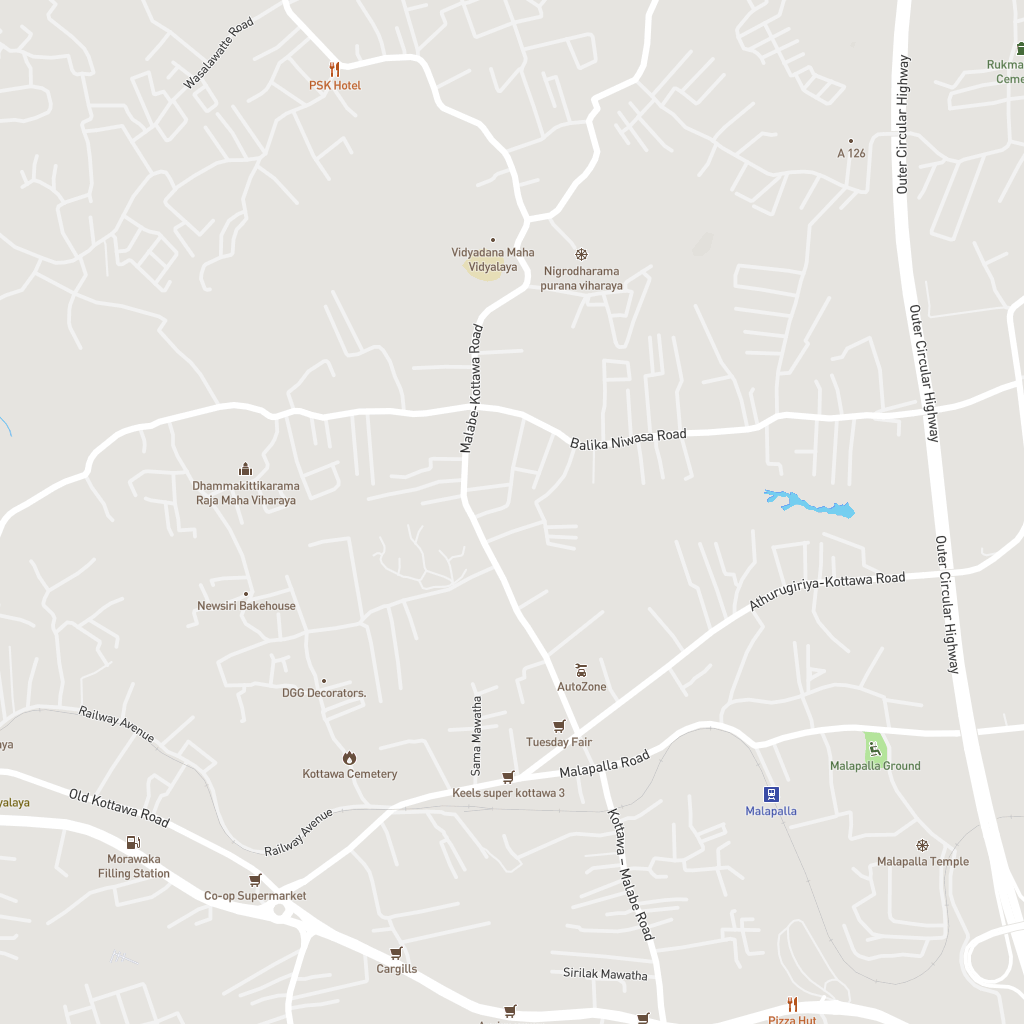 Wasalawatte Road
PSK Hotel
Outer Circular Highway
A 126
Vidyadana Maha
Vidyalaya
Nigrodharama
purana viharaya
Malabe-Kottawa Road
Outer Circular Highway
Balika Niwasa Road
Dhammakittikarama
Raja Maha Viharaya
Outer Circular Highway
Athurugiriya-Kottawa Road
Newsiri Bakehouse
AutoZone
DGG Decorators.
Railway Avenue
Sama Mawatha
Tuesday Fair
Malapalla Road
Malapalla Ground
Kottawa Cemetery
Keels super kottawa 3
Old Kottawa Road
Malapalla
Railway Avenue
Kottawa – Malabe Road
Morawaka
Filling Station
Malapalla Temple
Co-op Supermarket
Cargills
Sirilak Mawatha
Pizza Hut